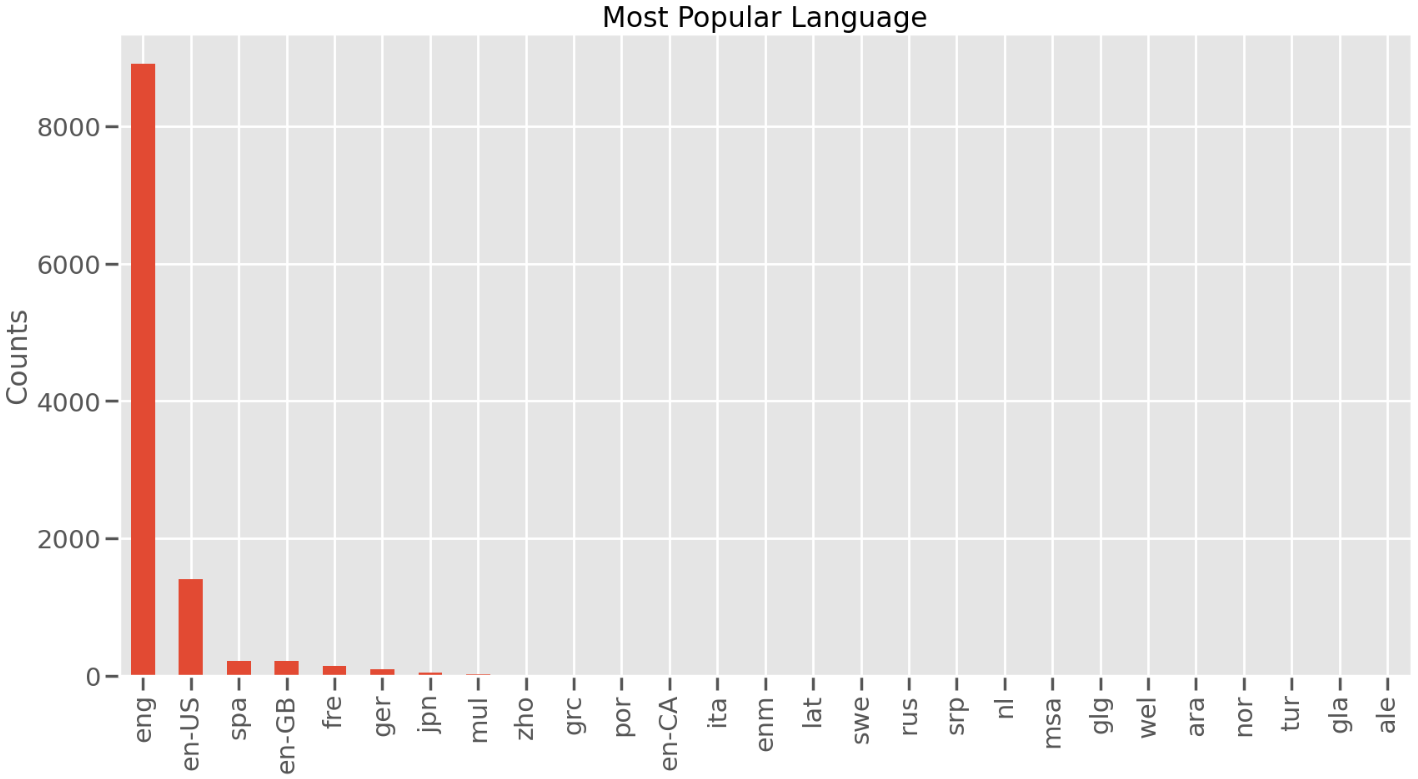 Most Popular Language
Counts
8000
6000
4000
2000
0
eng
en-US
spa
en-GB
fre
ger
jpn
mul
zho
grc
por
en-CA
ita
enm
lat
swe
rus
srp
nl
msa
glg
wel
ara
nor
tur
gla
ale